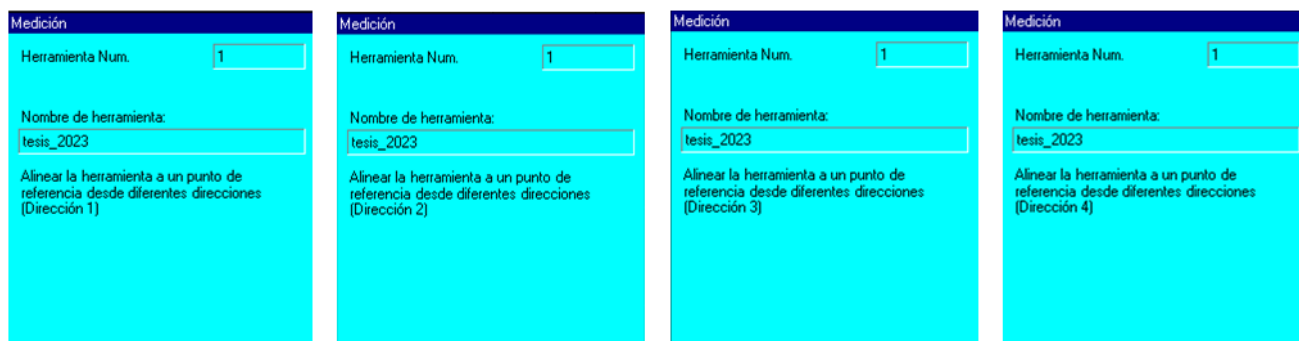 Medición
Herramienta Num. 1
Nombre de herramienta:
tesis_2023
Alinear la herramienta a un punto de
referencia desde diferentes direcciones
(Dirección 1)
Medición
Herramienta Num. 1
Nombre de herramienta:
tesis_2023
Alinear la herramienta a un punto de
referencia desde diferentes direcciones
(Dirección 2)
Medición
Herramienta Num. 1
Nombre de herramienta:
tesis_2023
Alinear la herramienta a un punto de
referencia desde diferentes direcciones
(Dirección 3)
Medición
Herramienta Num. 1
Nombre de herramienta:
tesis_2023
Alinear la herramienta a un punto de
referencia desde diferentes direcciones
(Dirección 4)